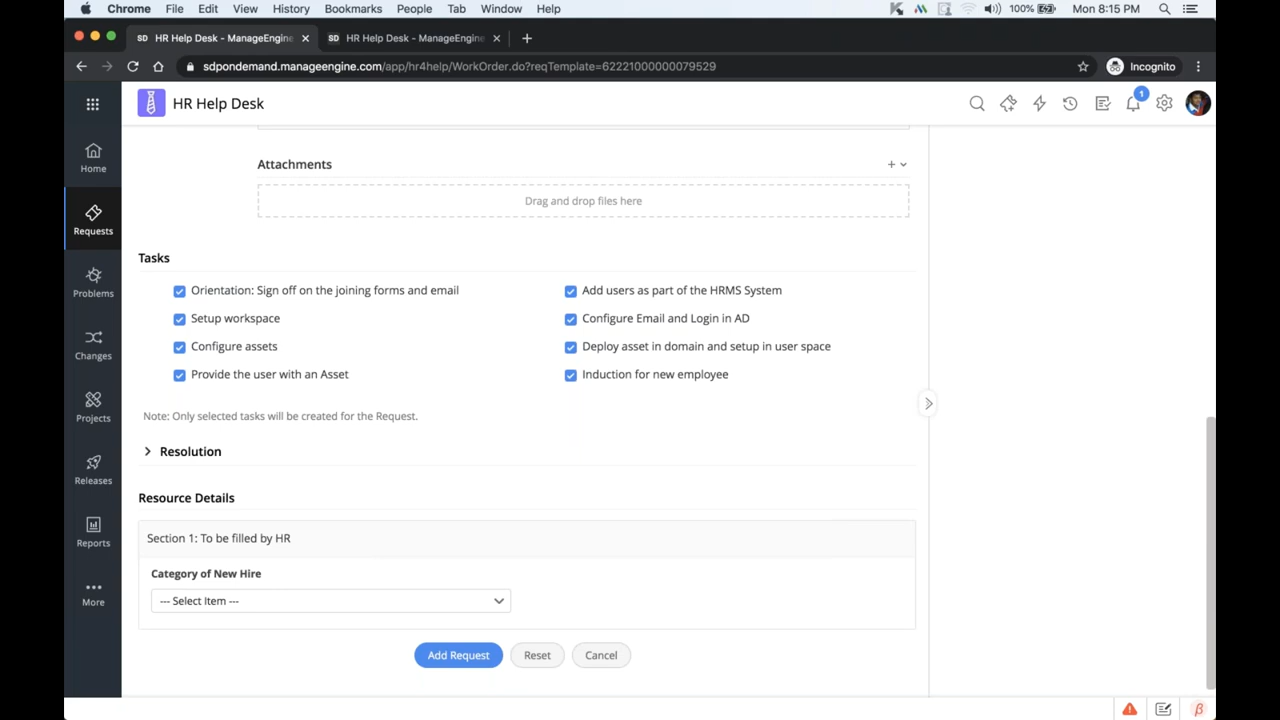 Chrome File Edit View History Bookmarks People Tab Window Help 100% Mon 8:15 PM
SD HR Help Desk - ManageEngine SD HR Help Desk - ManageEngine
sdpondemand.manageengine.com/app/hr4help/WorkOrder.do?reqTemplate=62221000000079529 Incognito
HR Help Desk 1
Home
Requests
Problems
Changes
Projects
Releases
Reports
More
Attachments
Drag and drop files here
Tasks
Orientation: Sign off on the joining forms and email
Add users as part of the HRMS System
Setup workspace
Configure Email and Login in AD
Configure assets
Deploy asset in domain and setup in user space
Provide the user with an Asset
Induction for new employee
Note: Only selected tasks will be created for the Request.
Resolution
Resource Details
Section 1: To be filled by HR
Category of New Hire
--- Select Item ---
Add Request Reset Cancel
β